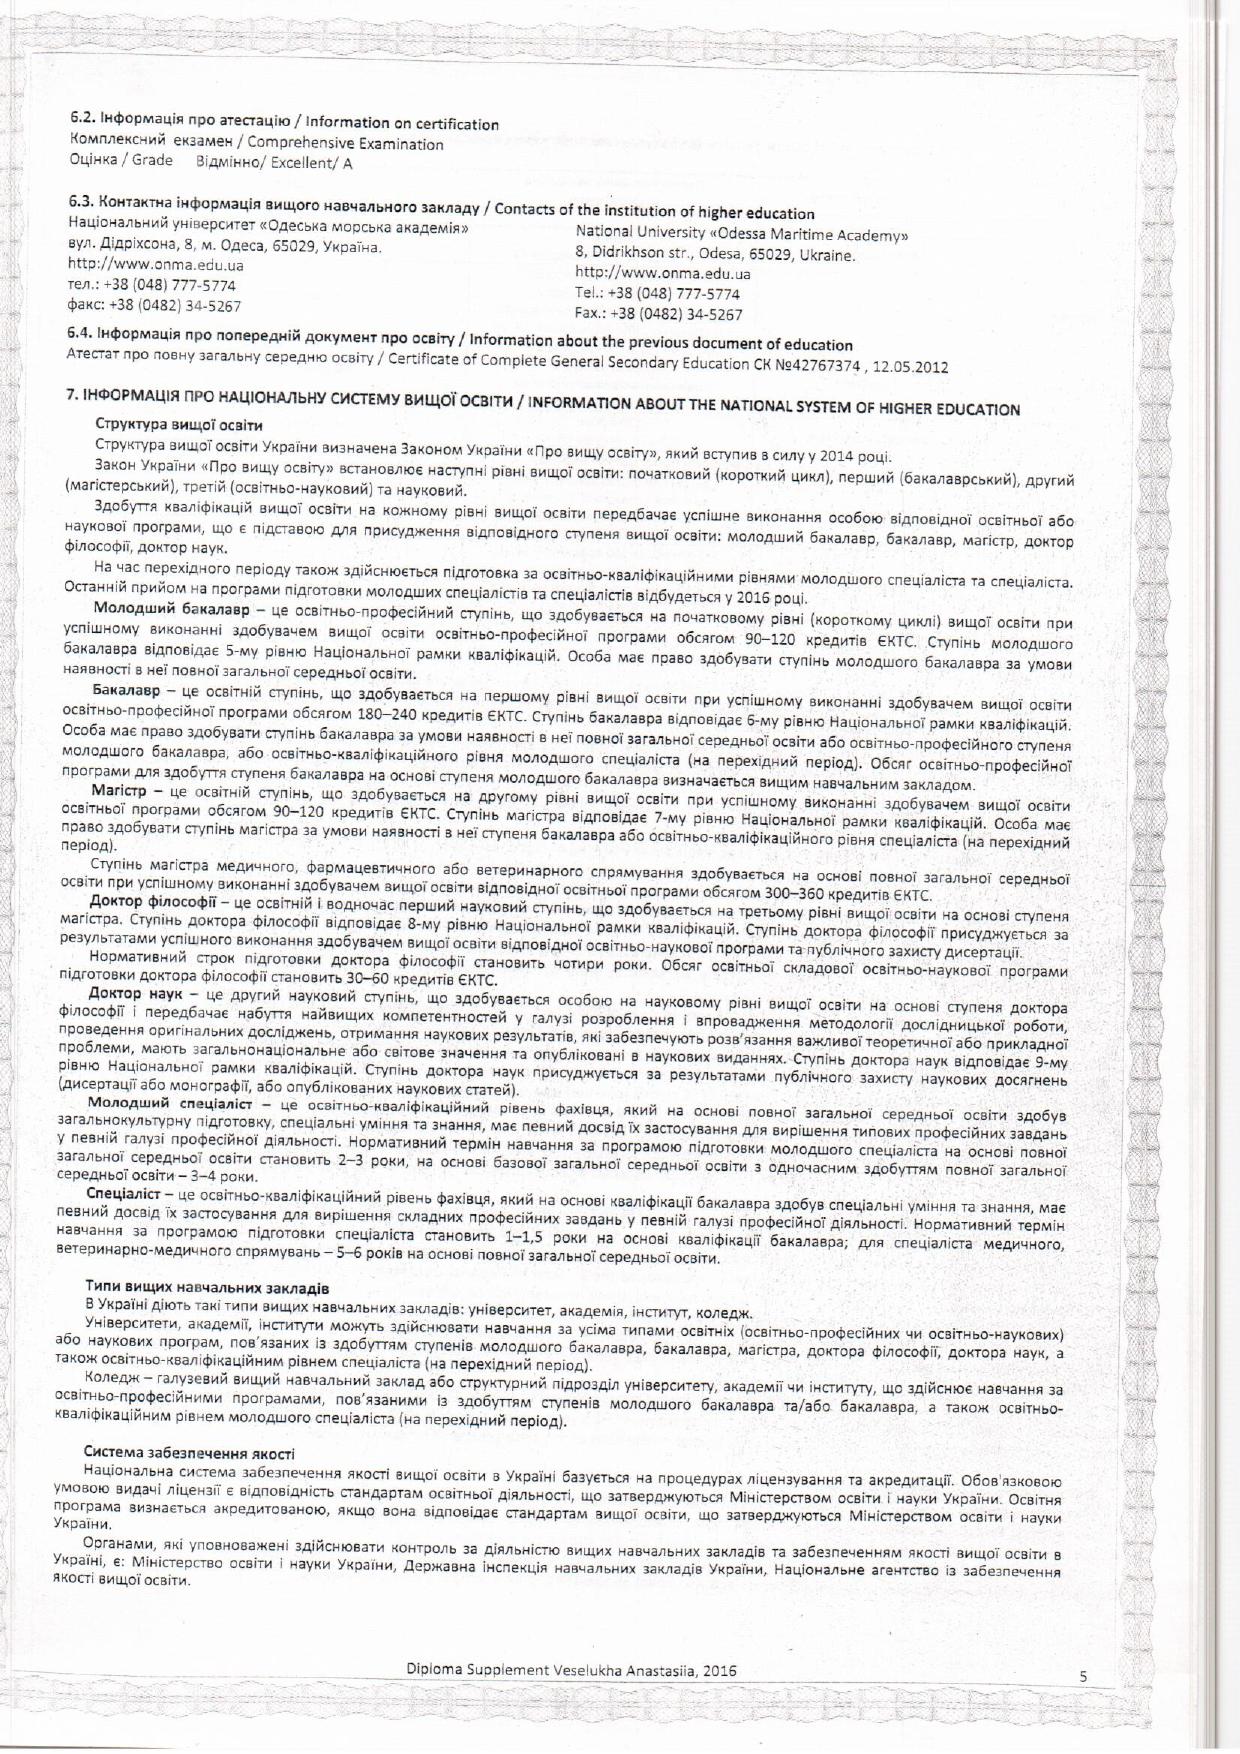 6.2. Інформація про атестацію / Information on certification
Комплексний екзамен / Comprehensive Examination
Оцінка / Grade Відмінно/ Excellent/ A
6.3. Контактна інформація вищого навчального закладу / Contacts of the institution of higher education
Національний університет «Одеська морська академія»
вул. Дідріхсона, 8, м. Одеса, 65029, Україна.
http://www.onma.edu.ua
тел.: +38 (048) 777-5774
факс: +38 (0482) 34-5267
National University «Odessa Maritime Academy»
8, Didrikhson str., Odesa, 65029, Ukraine.
http://www.onma.edu.ua
Tel.: +38 (048) 777-5774
Fax.: +38 (0482) 34-5267
6.4. Інформація про попередній документ про освіту / Information about the previous document of education
Атестат про повну загальну середню освіту / Certificate of Complete General Secondary Education СК №42767374 , 12.05.2012
7. ІНФОРМАЦІЯ ПРО НАЦІОНАЛЬНУ СИСТЕМУ ВИЩОЇ ОСВІТИ / INFORMATION ABOUT THE NATIONAL SYSTEM OF HIGHER EDUCATION
Структура вищої освіти
Структура вищої освіти України визначена Законом України «Про вищу освіту», який вступив в силу у 2014 році.
Закон України «Про вищу освіту» встановлює наступні рівні вищої освіти: початковий (короткий цикл), перший (бакалаврський), другий
(магістерський), третій (освітньо-науковий) та науковий.
Здобуття кваліфікацій вищої освіти на кожному рівні вищої освіти передбачає успішне виконання особою відповідної освітньої або
наукової програми, що є підставою для присудження відповідного ступеня вищої освіти: молодший бакалавр, бакалавр, магістр, доктор
філософії, доктор наук.
На час перехідного періоду також здійснюється підготовка за освітньо-кваліфікаційними рівнями молодшого спеціаліста та спеціаліста.
Останній прийом на програми підготовки молодших спеціалістів та спеціалістів відбудеться у 2016 році.
Молодший бакалавр – це освітньо-професійний ступінь, що здобувається на початковому рівні (короткому циклі) вищої освіти при
успішному виконанні здобувачем вищої освіти освітньо-професійної програми обсягом 90–120 кредитів ЄКТС. Ступінь молодшого
бакалавра відповідає 5-му рівню Національної рамки кваліфікацій. Особа має право здобувати ступінь молодшого бакалавра за умови
наявності в неї повної загальної середньої освіти.
Бакалавр – це освітній ступінь, що здобувається на першому рівні вищої освіти при успішному виконанні здобувачем вищої освіти
освітньо-професійної програми обсягом 180–240 кредитів ЄКТС. Ступінь бакалавра відповідає 6-му рівню Національної рамки кваліфікацій.
Особа має право здобувати ступінь бакалавра за умови наявності в неї повної загальної середньої освіти або освітньо-професійного ступеня
молодшого бакалавра, або освітньо-кваліфікаційного рівня молодшого спеціаліста (на перехідний період). Обсяг освітньо-професійної
програми для здобуття ступеня бакалавра на основі ступеня молодшого бакалавра визначається вищим навчальним закладом.
Магістр – це освітній ступінь, що здобувається на другому рівні вищої освіти при успішному виконанні здобувачем вищої освіти
освітньої програми обсягом 90–120 кредитів ЄКТС. Ступінь магістра відповідає 7-му рівню Національної рамки кваліфікацій. Особа має
право здобувати ступінь магістра за умови наявності в неї ступеня бакалавра або освітньо-кваліфікаційного рівня спеціаліста (на перехідний
період).
Ступінь магістра медичного, фармацевтичного або ветеринарного спрямування здобувається на основі повної загальної середньої
освіти при успішному виконанні здобувачем вищої освіти відповідної освітньої програми обсягом 300–360 кредитів ЄКТС.
Доктор філософії – це освітній і водночас перший науковий ступінь, що здобувається на третьому рівні вищої освіти на основі ступеня
магістра. Ступінь доктора філософії відповідає 8-му рівню Національної рамки кваліфікацій. Ступінь доктора філософії присуджується за
результатами успішного виконання здобувачем вищої освіти відповідної освітньо-наукової програми та публічного захисту дисертації.
Нормативний строк підготовки доктора філософії становить чотири роки. Обсяг освітньої складової освітньо-наукової програми
підготовки доктора філософії становить 30–60 кредитів ЄКТС.
Доктор наук – це другий науковий ступінь, що здобувається особою на науковому рівні вищої освіти на основі ступеня доктора
філософії і передбачає набуття найвищих компетентностей у галузі розроблення і впровадження методології дослідницької роботи,
проведення оригінальних досліджень, отримання наукових результатів, які забезпечують розв'язання важливої теоретичної або прикладної
проблеми, мають загальнонаціональне або світове значення та опубліковані в наукових виданнях. Ступінь доктора наук відповідає 9-му
рівню Національної рамки кваліфікацій. Ступінь доктора наук присуджується за результатами публічного захисту наукових досягнень
(дисертації або монографії, або опублікованих наукових статей).
Молодший спеціаліст – це освітньо-кваліфікаційний рівень фахівця, який на основі повної загальної середньої освіти здобув
загальнокультурну підготовку, спеціальні уміння та знання, має певний досвід їх застосування для вирішення типових професійних завдань
у певній галузі професійної діяльності. Нормативний термін навчання за програмою підготовки молодшого спеціаліста на основі повної
загальної середньої освіти становить 2–3 роки, на основі базової загальної середньої освіти з одночасним здобуттям повної загальної
середньої освіти – 3–4 роки.
Спеціаліст – це освітньо-кваліфікаційний рівень фахівця, який на основі кваліфікації бакалавра здобув спеціальні уміння та знання, має
певний досвід їх застосування для вирішення складних професійних завдань у певній галузі професійної діяльності. Нормативний термін
навчання за програмою підготовки спеціаліста становить 1–1,5 роки на основі кваліфікації бакалавра; для спеціаліста медичного,
ветеринарно-медичного спрямувань – 5–6 років на основі повної загальної середньої освіти.
Типи вищих навчальних закладів
В Україні діють такі типи вищих навчальних закладів: університет, академія, інститут, коледж.
Університети, академії, інститути можуть здійснювати навчання за усіма типами освітніх (освітньо-професійних чи освітньо-наукових)
або наукових програм, пов'язаних із здобуттям ступенів молодшого бакалавра, бакалавра, магістра, доктора філософії, доктора наук, а
також освітньо-кваліфікаційним рівнем спеціаліста (на перехідний період).
Коледж – галузевий вищий навчальний заклад або структурний підрозділ університету, академії чи інституту, що здійснює навчання за
освітньо-професійними програмами, пов'язаними із здобуттям ступенів молодшого бакалавра та/або бакалавра, а також освітньо-
кваліфікаційним рівнем молодшого спеціаліста (на перехідний період).
Система забезпечення якості
Національна система забезпечення якості вищої освіти в Україні базується на процедурах ліцензування та акредитації. Обов'язковою
умовою видачі ліцензії є відповідність стандартам освітньої діяльності, що затверджуються Міністерством освіти і науки України. Освітня
програма визнається акредитованою, якщо вона відповідає стандартам вищої освіти, що затверджуються Міністерством освіти і науки
України.
Органами, які уповноважені здійснювати контроль за діяльністю вищих навчальних закладів та забезпеченням якості вищої освіти в
Україні, є: Міністерство освіти і науки України, Державна інспекція навчальних закладів України, Національне агентство із забезпечення
якості вищої освіти.
Diploma Supplement Veselukha Anastasiia, 2016
5